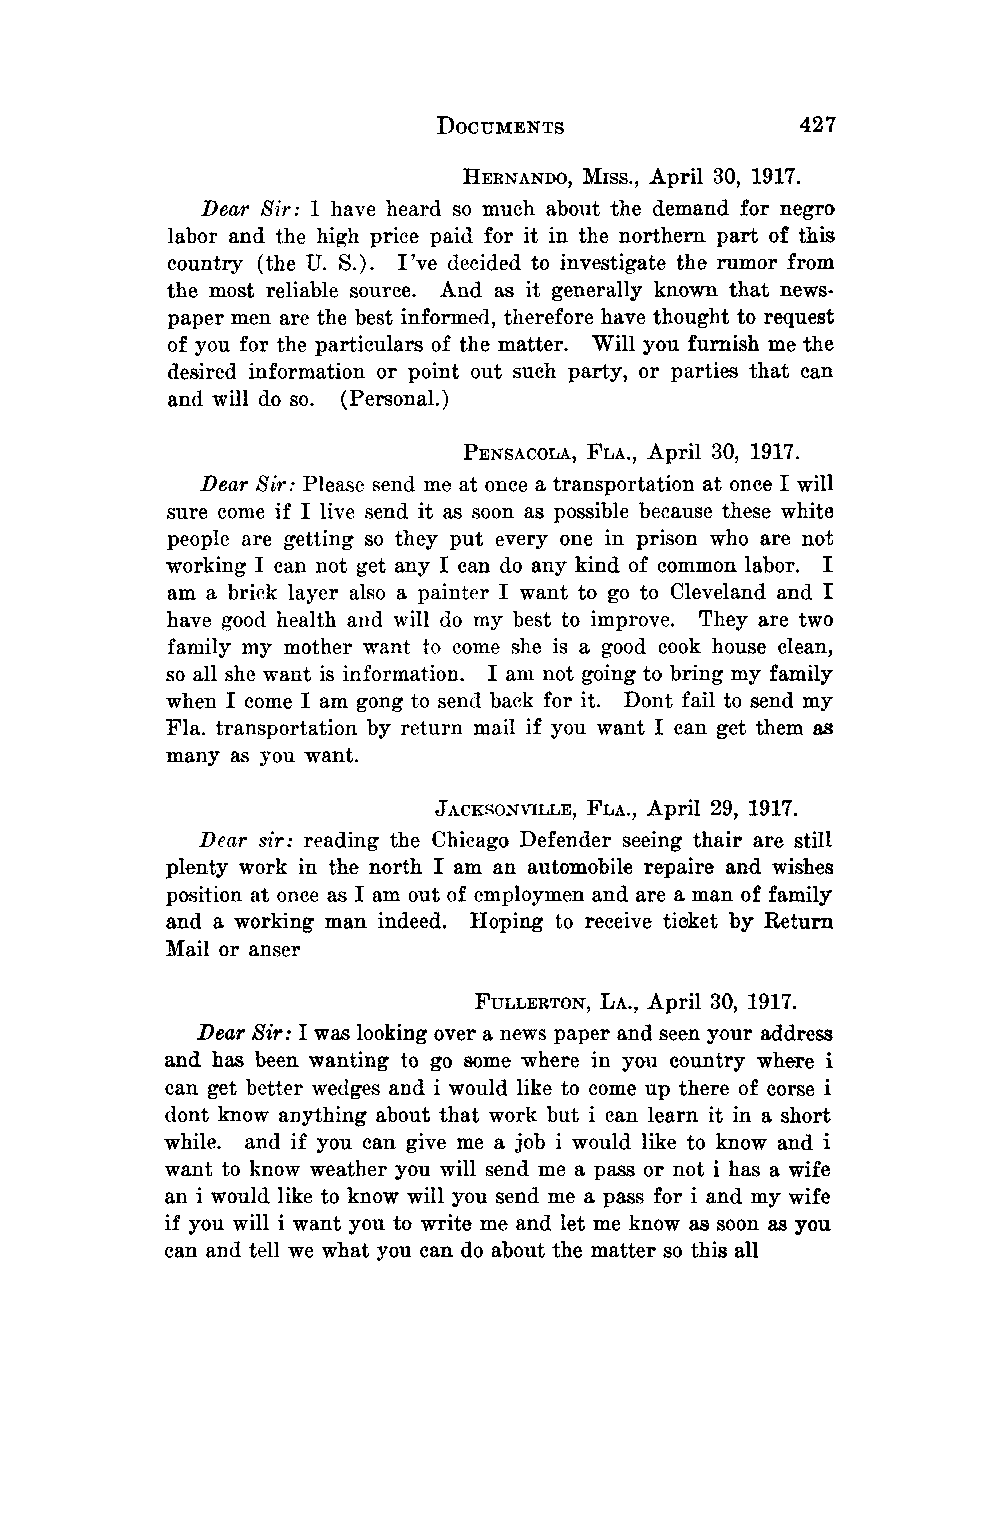 DOCUMENTS 427
HERNANDO, MISS., April 30, 1917.
Dear Sir: I have heard so much about the demand for negro
labor and the high price paid for it in the northern part of this
country (the U. S.). I've decided to investigate the rumor from
the most reliable source. And as it generally known that news-
paper men are the best informed, therefore have thought to request
of you for the particulars of the matter. Will you furnish me the
desired information or point out such party, or parties that can
and will do so. (Personal.)
PENSACOLA, FLA., April 30, 1917.
Dear Sir: Please send me at once a transportation at once I will
sure come if I live send it as soon as possible because these white
people are getting so they put every one in prison who are not
working I can not get any I can do any kind of common labor. I
am a brick layer also a painter I want to go to Cleveland and I
have good health and will do my best to improve. They are two
family my mother want to come she is a good cook house clean,
so all she want is information. I am not going to bring my family
when I come I am gong to send back for it. Dont fail to send my
Fla. transportation by return mail if you want I can get them as
many as you want.
JACKSONVILLE, FLA., April 29, 1917.
Dear sir: reading the Chicago Defender seeing thair are still
plenty work in the north I am an automobile repaire and wishes
position at once as I am out of employmen and are a man of family
and a working man indeed. Hoping to receive ticket by Return
Mail or anser
FULLERTON, LA., April 30, 1917.
Dear Sir: I was looking over a news paper and seen your address
and has been wanting to go some where in you country where i
can get better wedges and i would like to come up there of corse i
dont know anything about that work but i can learn it in a short
while. and if you can give me a job i would like to know and i
want to know weather you will send me a pass or not i has a wife
an i would like to know will you send me a pass for i and my wife
if you will i want you to write me and let me know as soon as you
can and tell we what you can do about the matter so this all